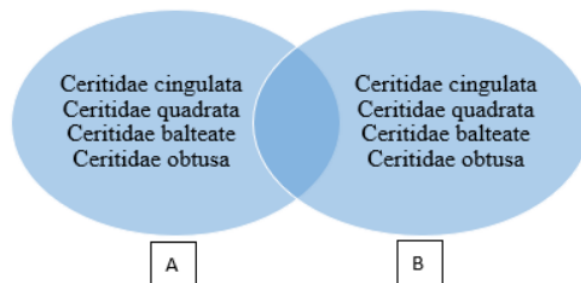 Ceritidae cingulata
Ceritidae quadrata
Ceritidae balteate
Ceritidae obtusa
Ceritidae cingulata
Ceritidae quadrata
Ceritidae balteate
Ceritidae obtusa
A
B